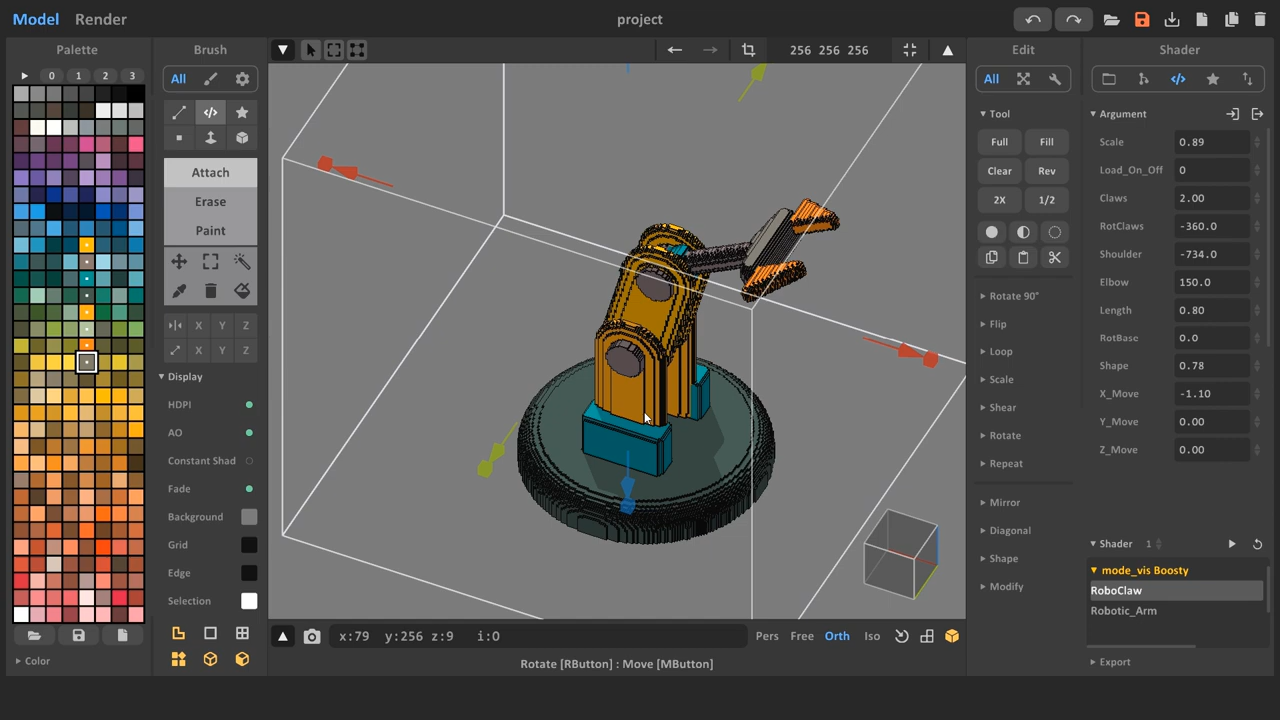 Model Render project
Palette Brush 256 256 256 Edit Shader
0 1 2 3 All All
Tool Argument
Full Fill Scale 0.89
Load_On_Off 0
Attach Clear Rev Claws 2.00
Erase 2X 1/2 RotClaws -360.0
Paint Shoulder -734.0
Elbow 150.0
Rotate 90° Length 0.80
X Y Z Flip RotBase 0.0
X Y Z Loop Shape 0.78
Display Scale X_Move -1.10
HDPI Shear Y_Move 0.00
AO Rotate Z_Move 0.00
Constant Shad Repeat
Fade Mirror
Background Diagonal
Grid Shape Shader 1
Edge Modify mode_vis Boosty
Selection RoboClaw
Robotic_Arm
x:79 y:256 z:9 i:0 Pers Free Orth Iso
Color Rotate [RButton] : Move [MButton] Export